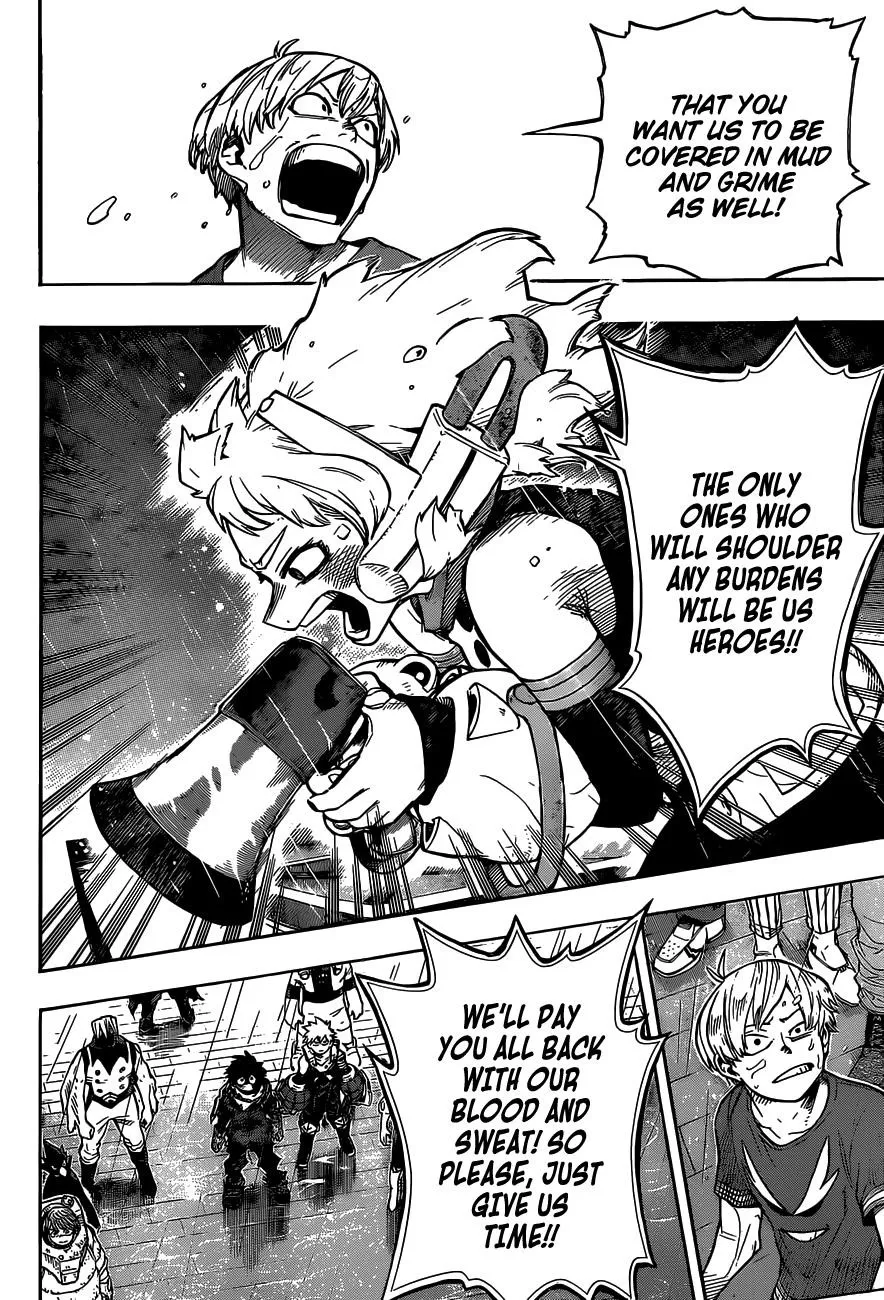 THAT YOU
WANT US TO BE
COVERED IN MUD
AND GRIME
AS WELL!
THE ONLY
ONES WHO
WILL SHOULDER
ANY BURDENS
WILL BE US
HEROES!!
WE'LL PAY
YOU ALL BACK
WITH OUR
BLOOD AND
SWEAT! SO
PLEASE, JUST
GIVE US
TIME!!